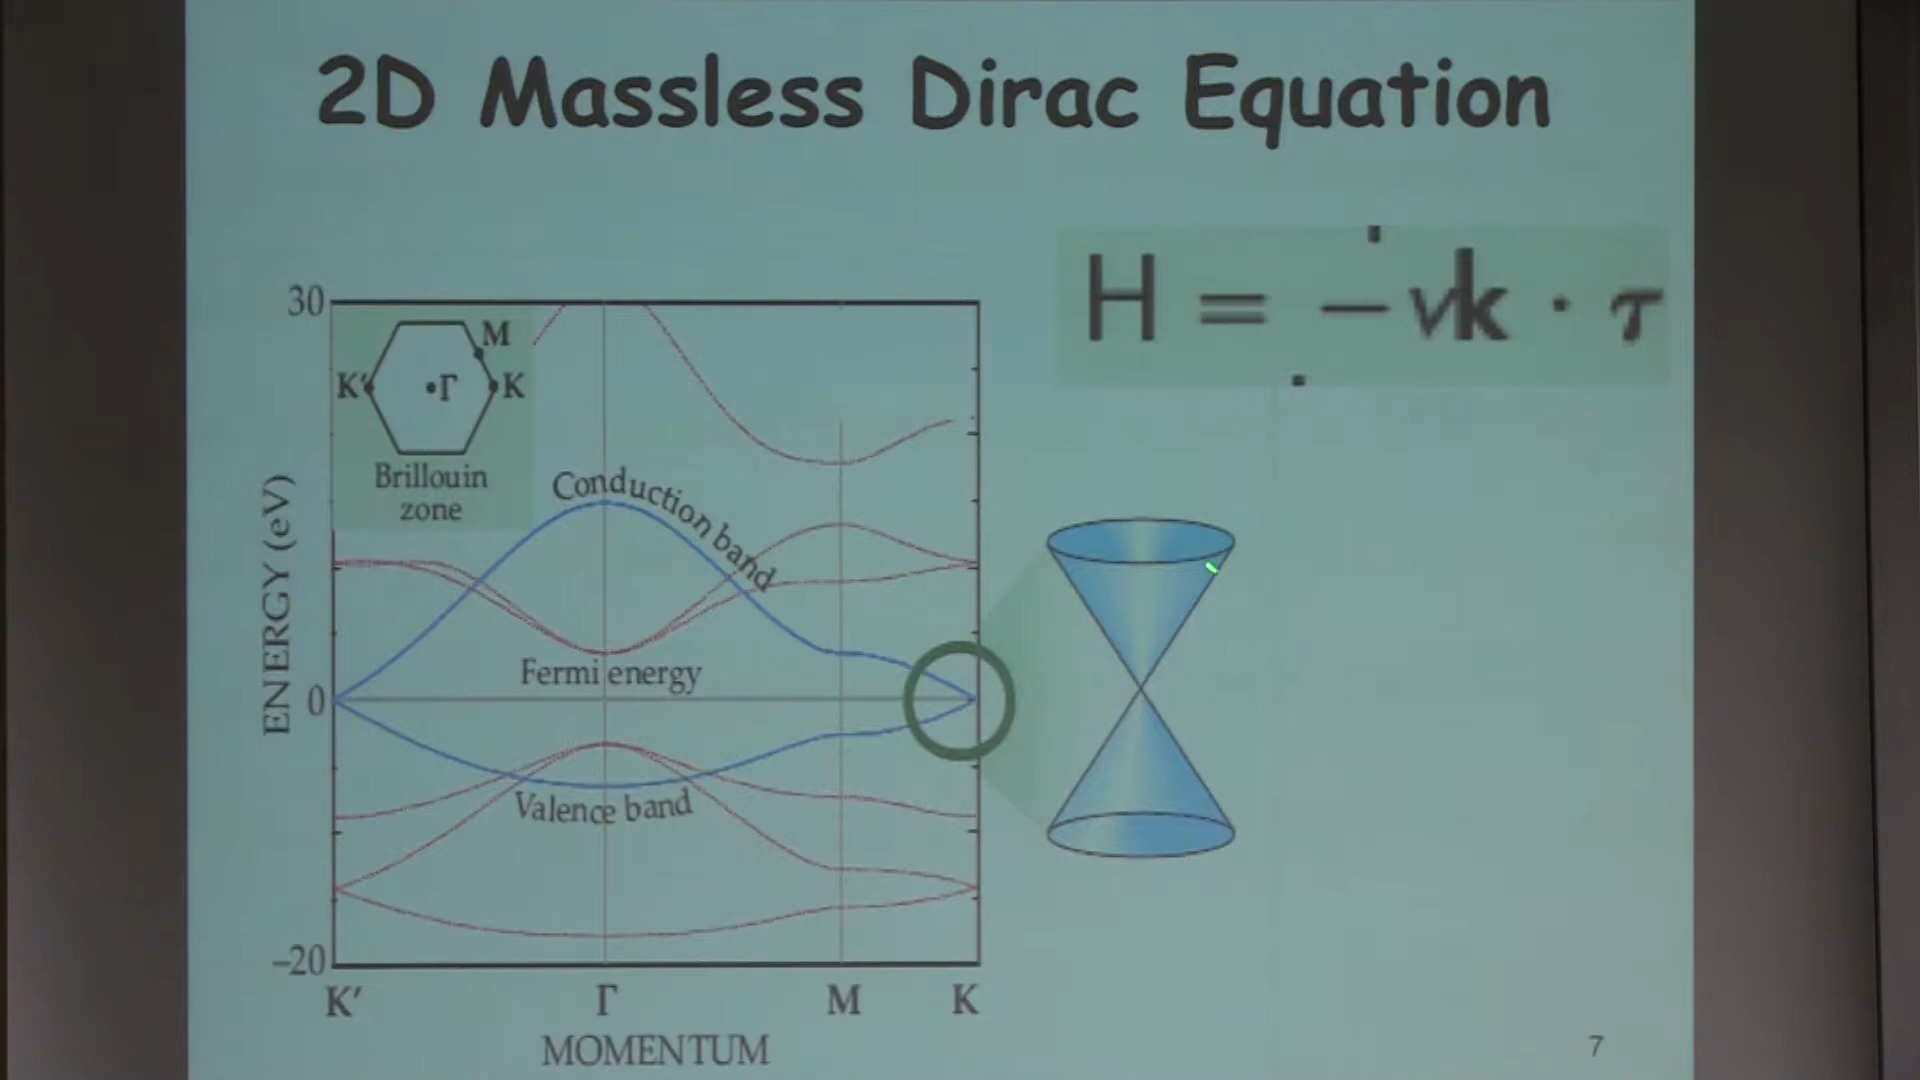 2D Massless Dirac Equation
H = -vk · τ
30
M
K' •Γ K
Brillouin
zone
Conduction band
ENERGY (eV)
Fermi energy
0
Valence band
-20
K' Γ M K
MOMENTUM
7